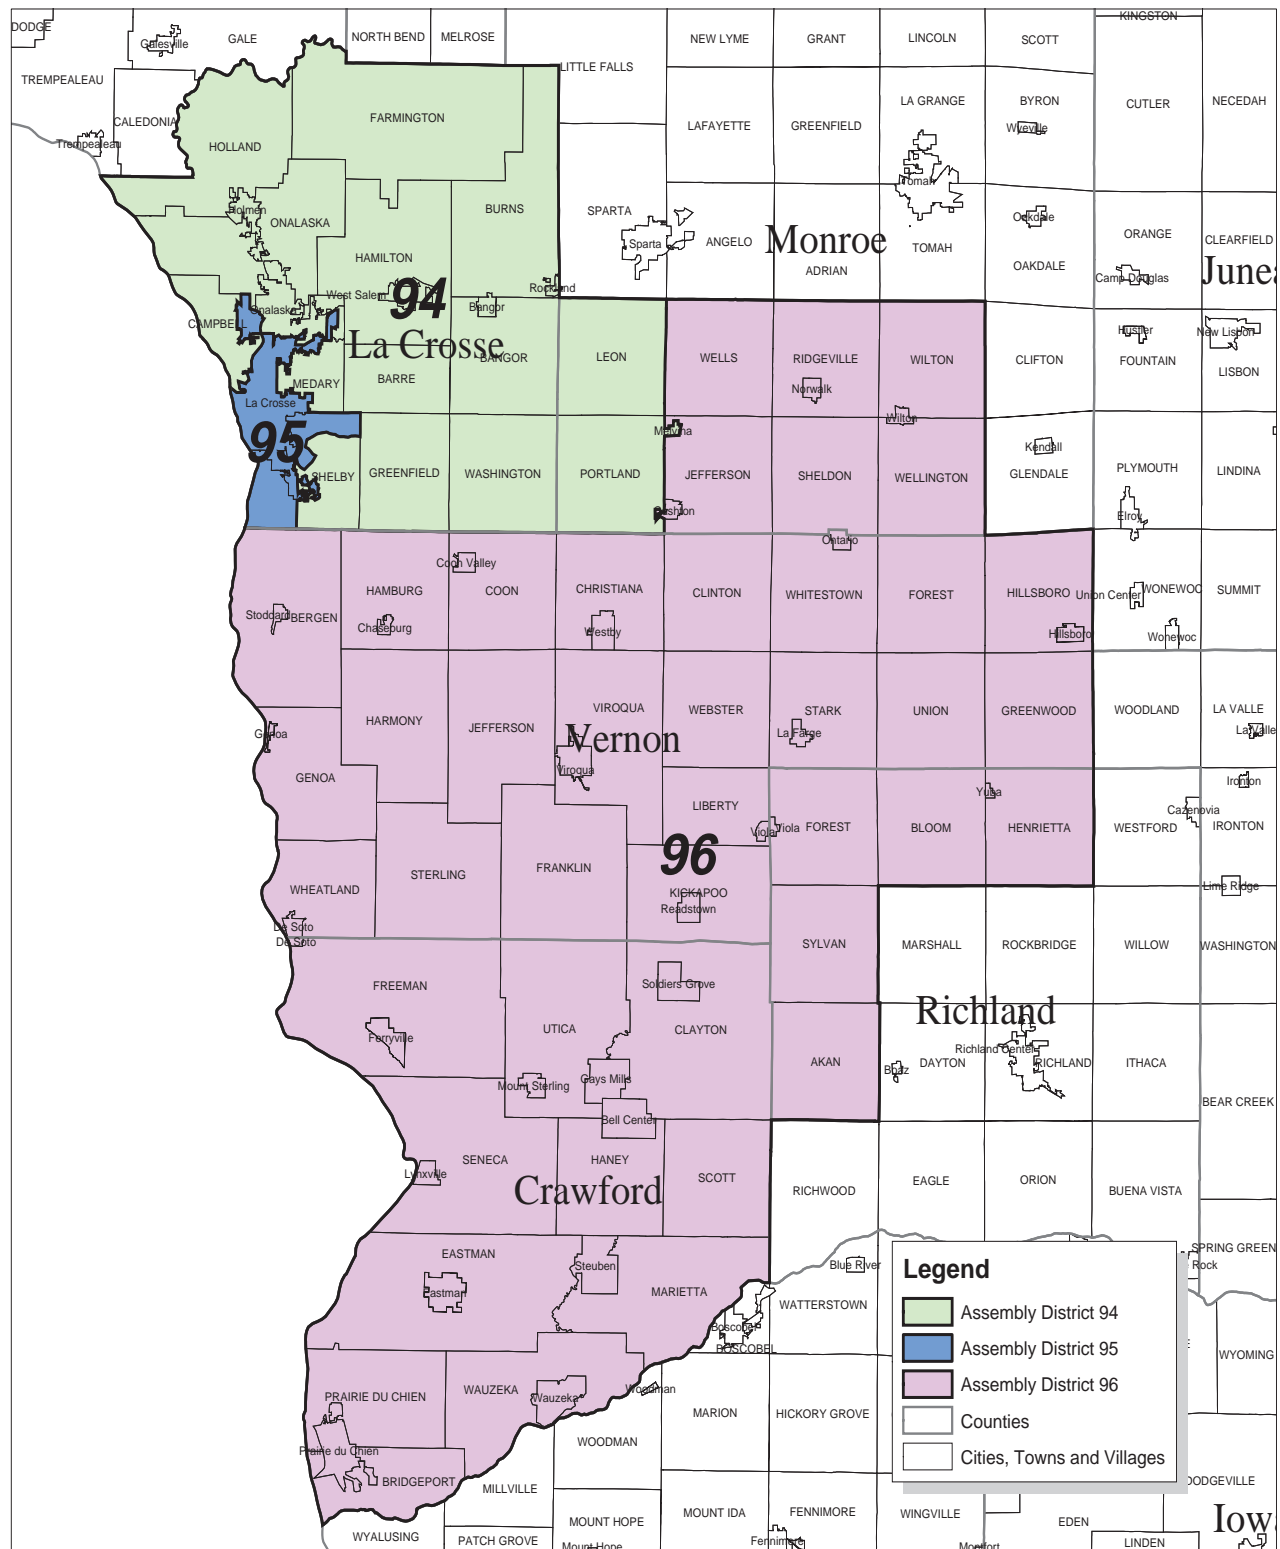 DODGE
Galesville
GALE
NORTH BEND
MELROSE
NEW LYME
GRANT
LINCOLN
SCOTT
KINGSTON
TREMPEALEAU
LITTLE FALLS
LA GRANGE
BYRON
CUTLER
NECEDAH
CALEDONIA
FARMINGTON
LAFAYETTE
GREENFIELD
Wyeville
Trempealeau
HOLLAND
Tomah
Holmen
ONALASKA
BURNS
SPARTA
Sparta
ANGELO
Monroe
TOMAH
Oakdale
ORANGE
CLEARFIELD
HAMILTON
ADRIAN
OAKDALE
Camp Douglas
June
West Salem
94
Rockland
Onalaska
Bangor
CAMPBELL
La Crosse
Hustler
New Lisbon
BANGOR
LEON
WELLS
RIDGEVILLE
WILTON
CLIFTON
FOUNTAIN
LISBON
MEDARY
BARRE
Norwalk
La Crosse
Wilton
95
Melvina
Kendall
SHELBY
GREENFIELD
WASHINGTON
PORTLAND
JEFFERSON
SHELDON
WELLINGTON
GLENDALE
PLYMOUTH
LINDINA
Cashton
Elroy
Ontario
Coon Valley
HAMBURG
COON
CHRISTIANA
CLINTON
WHITESTOWN
FOREST
HILLSBORO
Union Center
WONEWOC
SUMMIT
Stoddard
BERGEN
Chaseburg
Westby
Hillsboro
Wonewoc
HARMONY
JEFFERSON
VIROQUA
WEBSTER
STARK
UNION
GREENWOOD
WOODLAND
LA VALLE
Genoa
Vernon
La Farge
La Valle
GENOA
Viroqua
Ironton
LIBERTY
Yuba
Cazenovia
Viola
Viola
FOREST
BLOOM
HENRIETTA
WESTFORD
IRONTON
96
WHEATLAND
STERLING
FRANKLIN
KICKAPOO
Readstown
Lime Ridge
De Soto
De Soto
SYLVAN
MARSHALL
ROCKBRIDGE
WILLOW
WASHINGTON
FREEMAN
Soldiers Grove
Richland
Ferryville
UTICA
CLAYTON
Richland Center
AKAN
Boaz
DAYTON
RICHLAND
ITHACA
Mount Sterling
Gays Mills
BEAR CREEK
Bell Center
SENECA
HANEY
SCOTT
Lynxville
Crawford
RICHWOOD
EAGLE
ORION
BUENA VISTA
EASTMAN
Steuben
Blue River
SPRING GREEN
Rock
Eastman
MARIETTA
WATTERSTOWN
Boscobel
BOSCOBEL
WYOMING
PRAIRIE DU CHIEN
WAUZEKA
Wauzeka
Woodman
MARION
HICKORY GROVE
Prairie du Chien
WOODMAN
BRIDGEPORT
MILLVILLE
WYALUSING
PATCH GROVE
MOUNT HOPE
Mount Hope
MOUNT IDA
FENNIMORE
Fennimore
WINGVILLE
Montfort
EDEN
LINDEN
ODGEVILLE
Iow
Legend
Assembly District 94
Assembly District 95
Assembly District 96
Counties
Cities, Towns and Villages